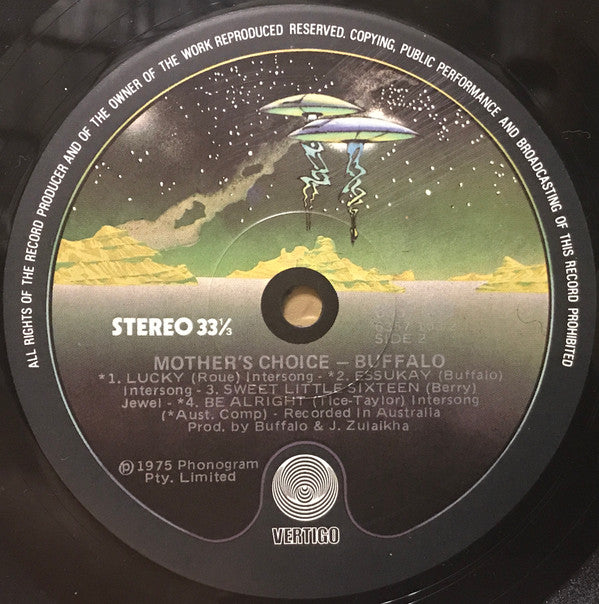 ALL RIGHTS OF THE RECORD PRODUCER AND OF THE OWNER OF THE WORK REPRODUCED RESERVED. COPYING, PUBLIC PERFORMANCE AND BROADCASTING OF THIS RECORD PROHIBITED
STEREO 33⅓
SIDE 2
MOTHER'S CHOICE – BUFFALO
*1. LUCKY (Roue) Intersong - *2. ESSUKAY (Buffalo)
Intersong - 3. SWEET LITTLE SIXTEEN (Berry)
Jewel - *4. BE ALRIGHT (Tice-Taylor) Intersong
(*Aust. Comp) - Recorded In Australia
Prod. by Buffalo & J. Zulaikha
℗ 1975 Phonogram
Pty. Limited
VERTIGO